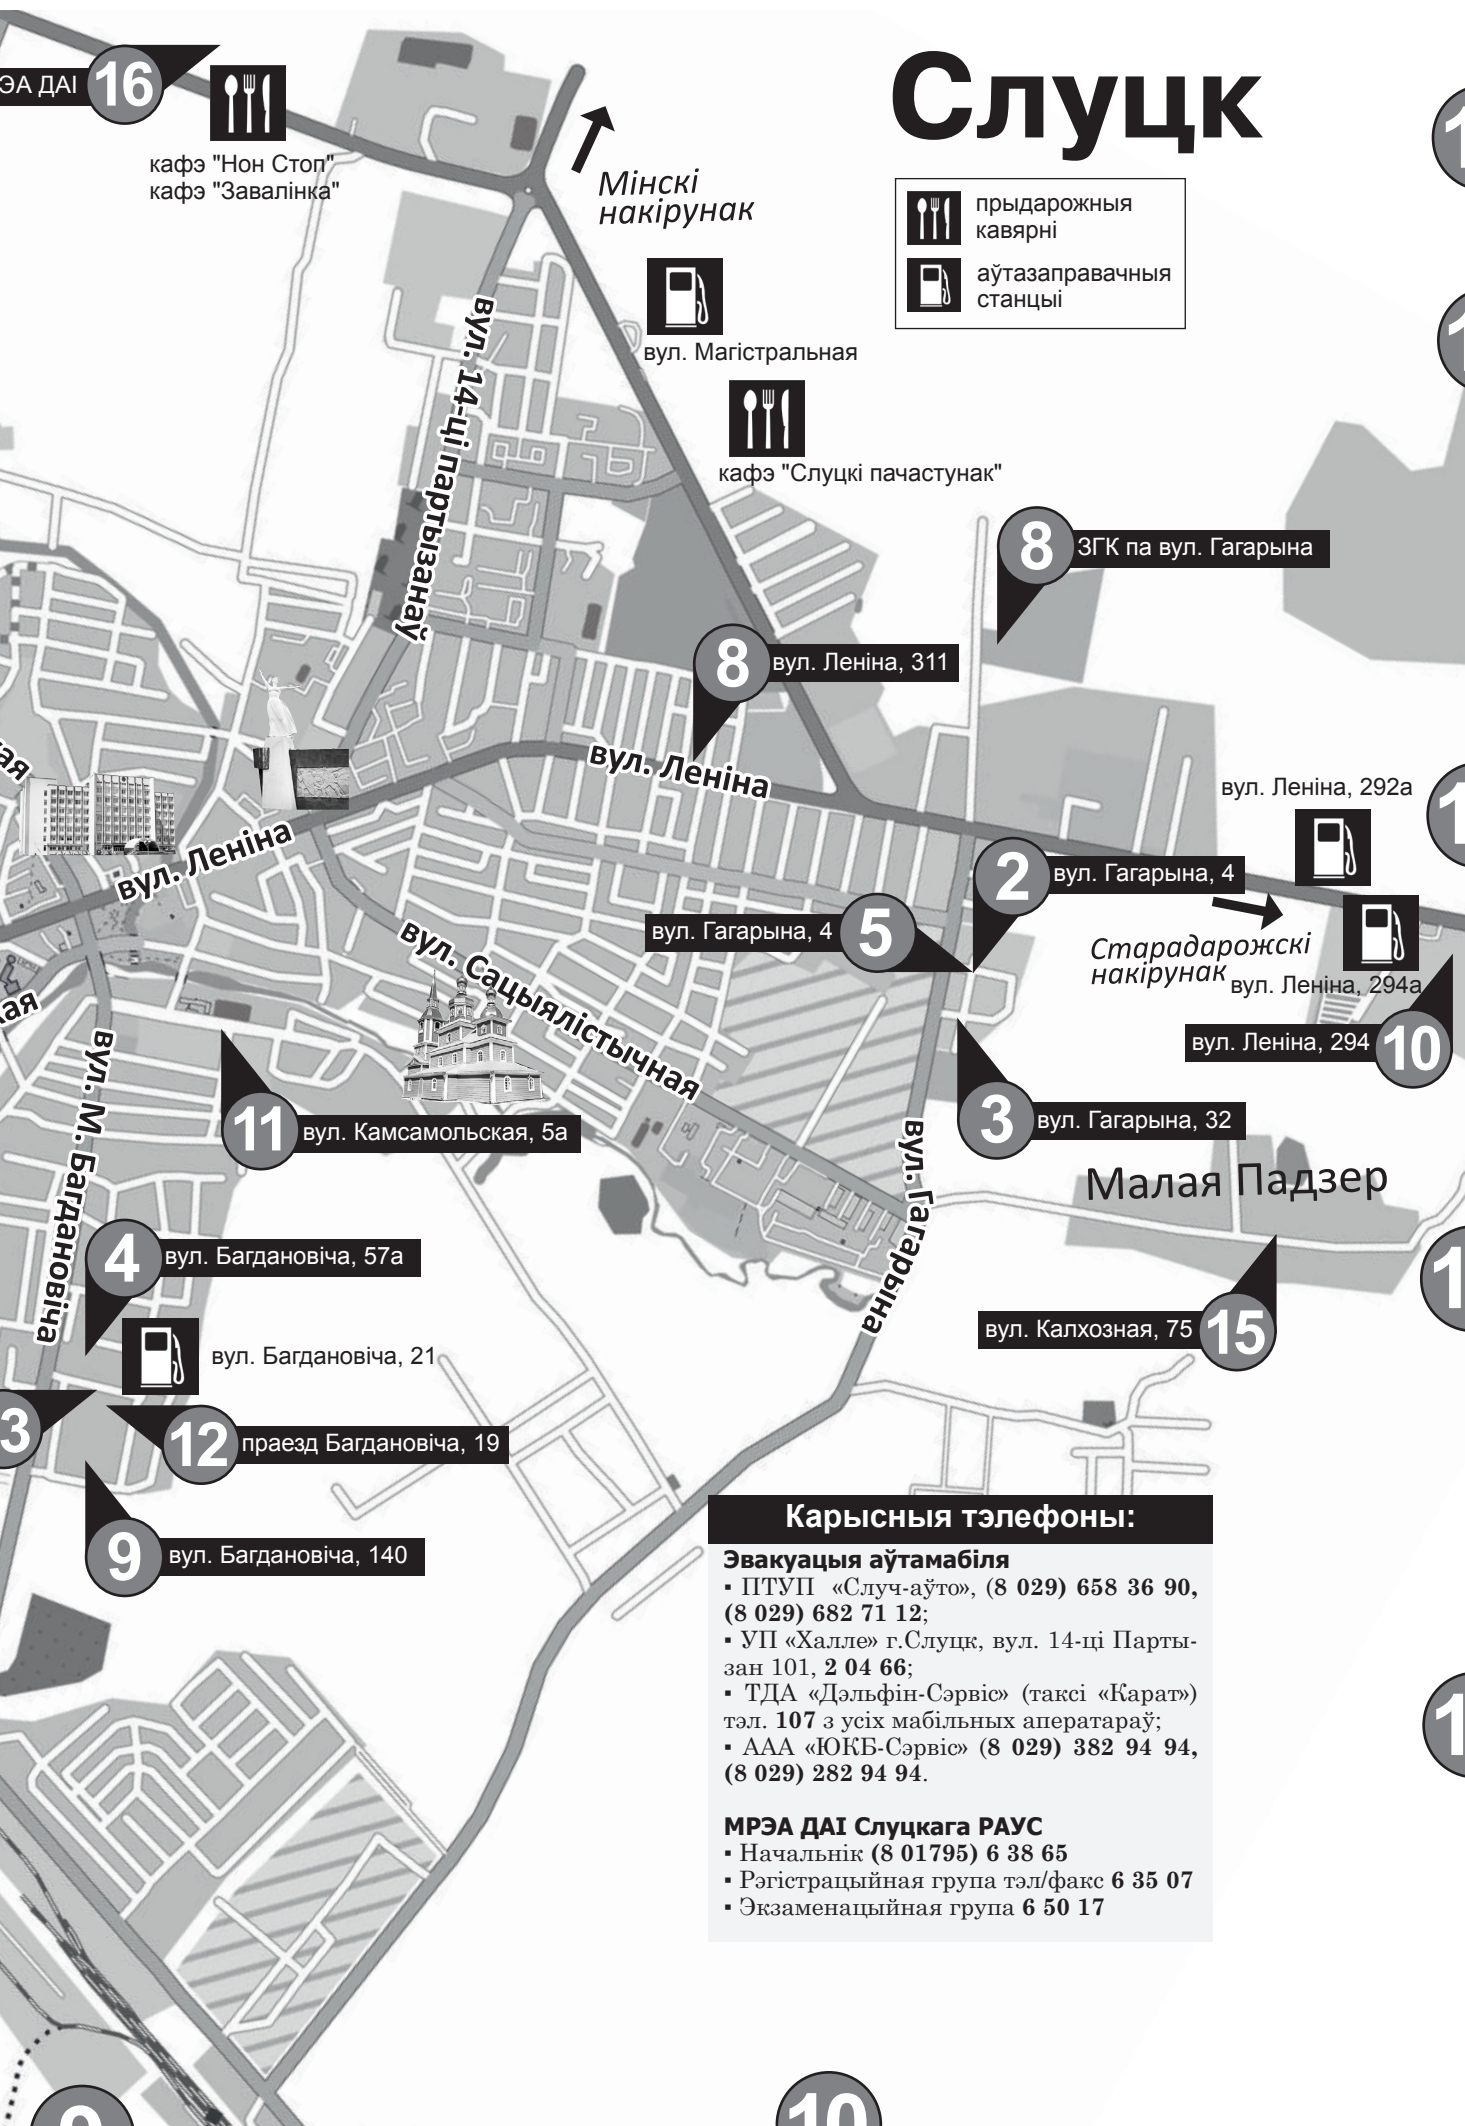 Слуцк
ЭА ДАІ
16
кафэ "Нон Стоп"
кафэ "Завалінка"
Мінскі
накірунак
прыдарожныя
кавярні
аўтазаправачныя
станцыі
вул. Магістральная
вул. 14-ці партызанаў
кафэ "Слуцкі пачастунак"
8
ЗГК па вул. Гагарына
8
вул. Леніна, 311
вул. Леніна
вул. Леніна, 292а
вул. Леніна
2
вул. Гагарына, 4
вул. Гагарына, 4
5
Старадарожскі
накірунак
вул. Леніна, 294а
вул. Сацыялістычная
вул. Леніна, 294
10
кая
вул. М. Багдановіча
11
вул. Камсамольская, 5а
3
вул. Гагарына, 32
вул. Гагарына
Малая Падзер
4
вул. Багдановіча, 57а
вул. Калхозная, 75
15
вул. Багдановіча, 21
3
12
праезд Багдановіча, 19
9
вул. Багдановіча, 140
Карысныя тэлефоны:
Эвакуацыя аўтамабіля
▪ ПТУП «Случ-аўто», (8 029) 658 36 90,
(8 029) 682 71 12;
▪ УП «Халле» г.Слуцк, вул. 14-ці Парты-
зан 101, 2 04 66;
▪ ТДА «Дэльфін-Сэрвіс» (таксі «Карат»)
тэл. 107 з усіх мабільных аператараў;
▪ ААА «ЮКБ-Сэрвіс» (8 029) 382 94 94,
(8 029) 282 94 94.
МРЭА ДАІ Слуцкага РАУС
▪ Начальнік (8 01795) 6 38 65
▪ Рэгістрацыйная група тэл/факс 6 35 07
▪ Экзаменацыйная група 6 50 17
9
10